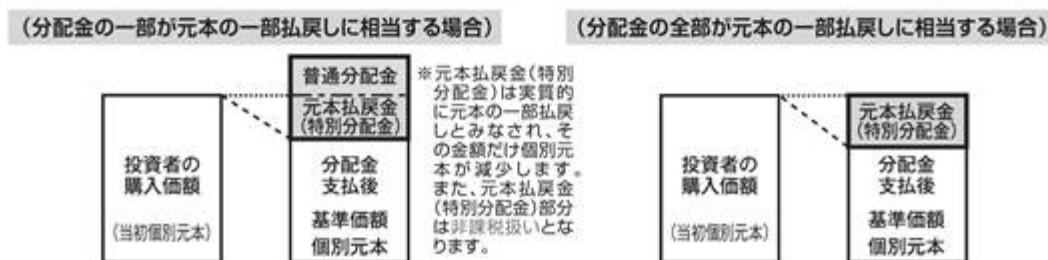 (分配金の一部が元本の一部払戻しに相当する場合)
普通分配金
元本払戻金
(特別分配金)
投資者の
購入価額
(当初個別元本)
分配金
支払後
基準価額
個別元本
※元本払戻金(特別
分配金)は実質的
に元本の一部払戻
しとみなされ、そ
の金額だけ個別元
本が減少します。
また、元本払戻金
(特別分配金)部分
は非課税扱いとな
ります。
(分配金の全部が元本の一部払戻しに相当する場合)
元本払戻金
(特別分配金)
投資者の
購入価額
(当初個別元本)
分配金
支払後
基準価額
個別元本